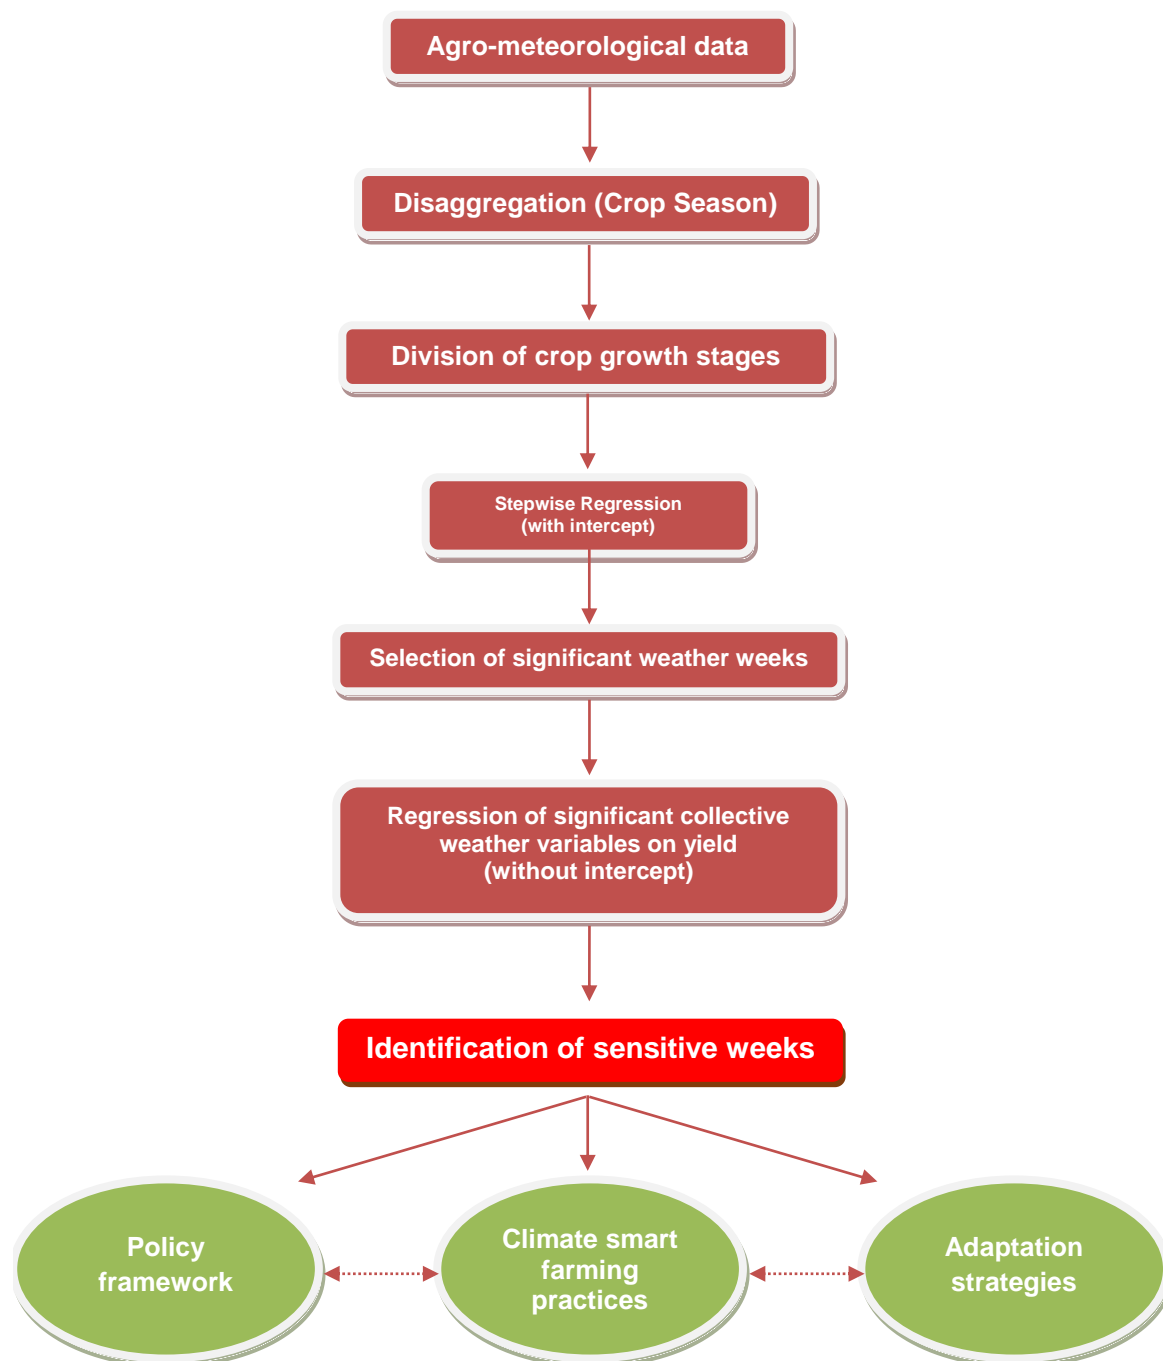 Agro-meteorological data
Disaggregation (Crop Season)
Division of crop growth stages
Stepwise Regression
(with intercept)
Selection of significant weather weeks
Regression of significant collective
weather variables on yield
(without intercept)
Identification of sensitive weeks
Policy
framework
Climate smart
farming
practices
Adaptation
strategies